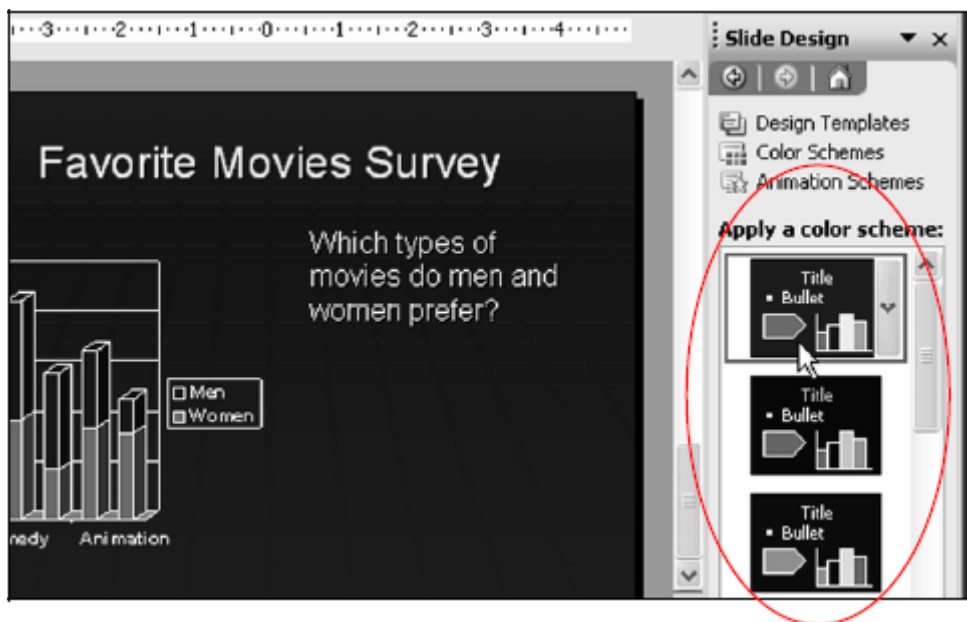 3 2 1 0 1 2 3 4
Slide Design
Design Templates
Color Schemes
Animation Schemes
Favorite Movies Survey
Apply a color scheme:
Which types of
movies do men and
women prefer?
Title
Bullet
Men
Women
Title
Bullet
nedy Animation
Title
Bullet